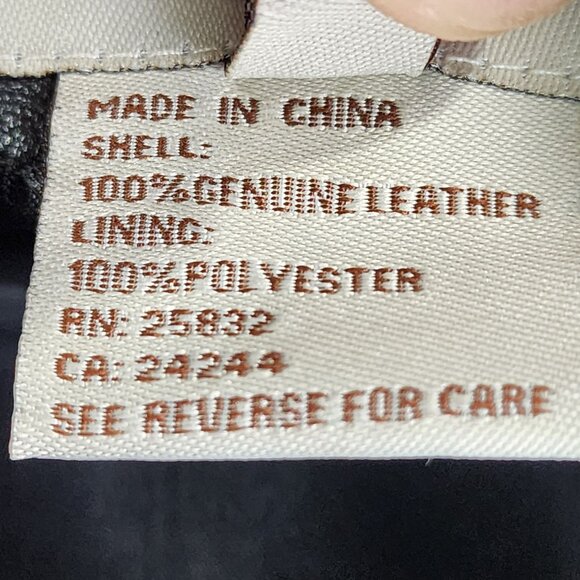 MADE IN CHINA
SHELL:
100% GENUINE LEATHER
LINING:
100% POLYESTER
RN: 25832
CA: 24244
SEE REVERSE FOR CARE